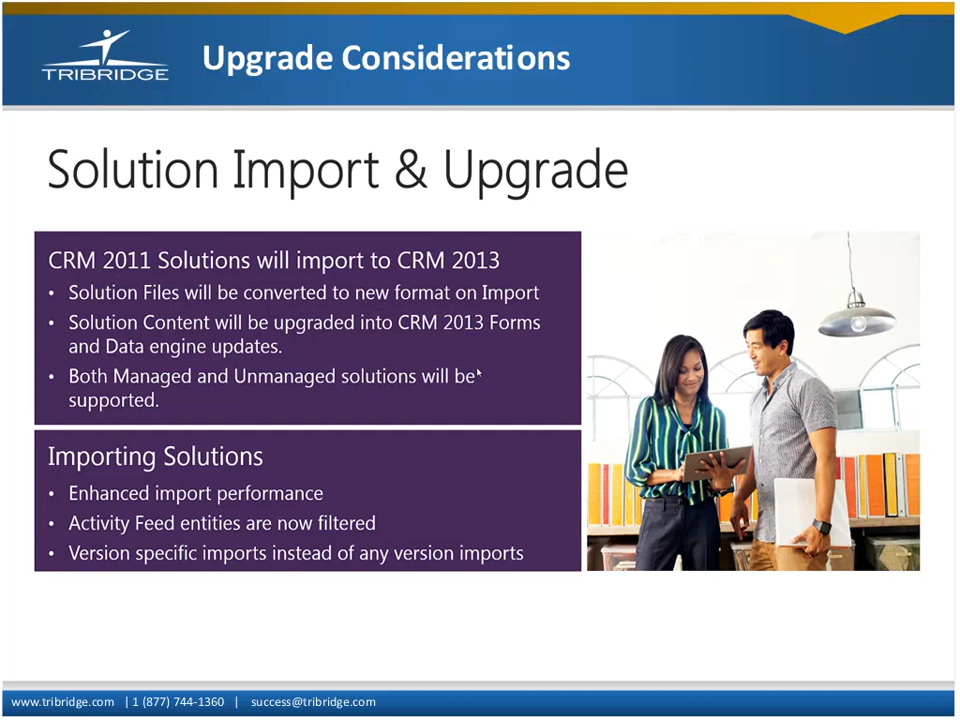 TRIBRIDGE
Upgrade Considerations
Solution Import & Upgrade
CRM 2011 Solutions will import to CRM 2013
• Solution Files will be converted to new format on Import
• Solution Content will be upgraded into CRM 2013 Forms
and Data engine updates.
• Both Managed and Unmanaged solutions will be
supported.
Importing Solutions
• Enhanced import performance
• Activity Feed entities are now filtered
• Version specific imports instead of any version imports
www.tribridge.com | 1 (877) 744-1360 | success@tribridge.com